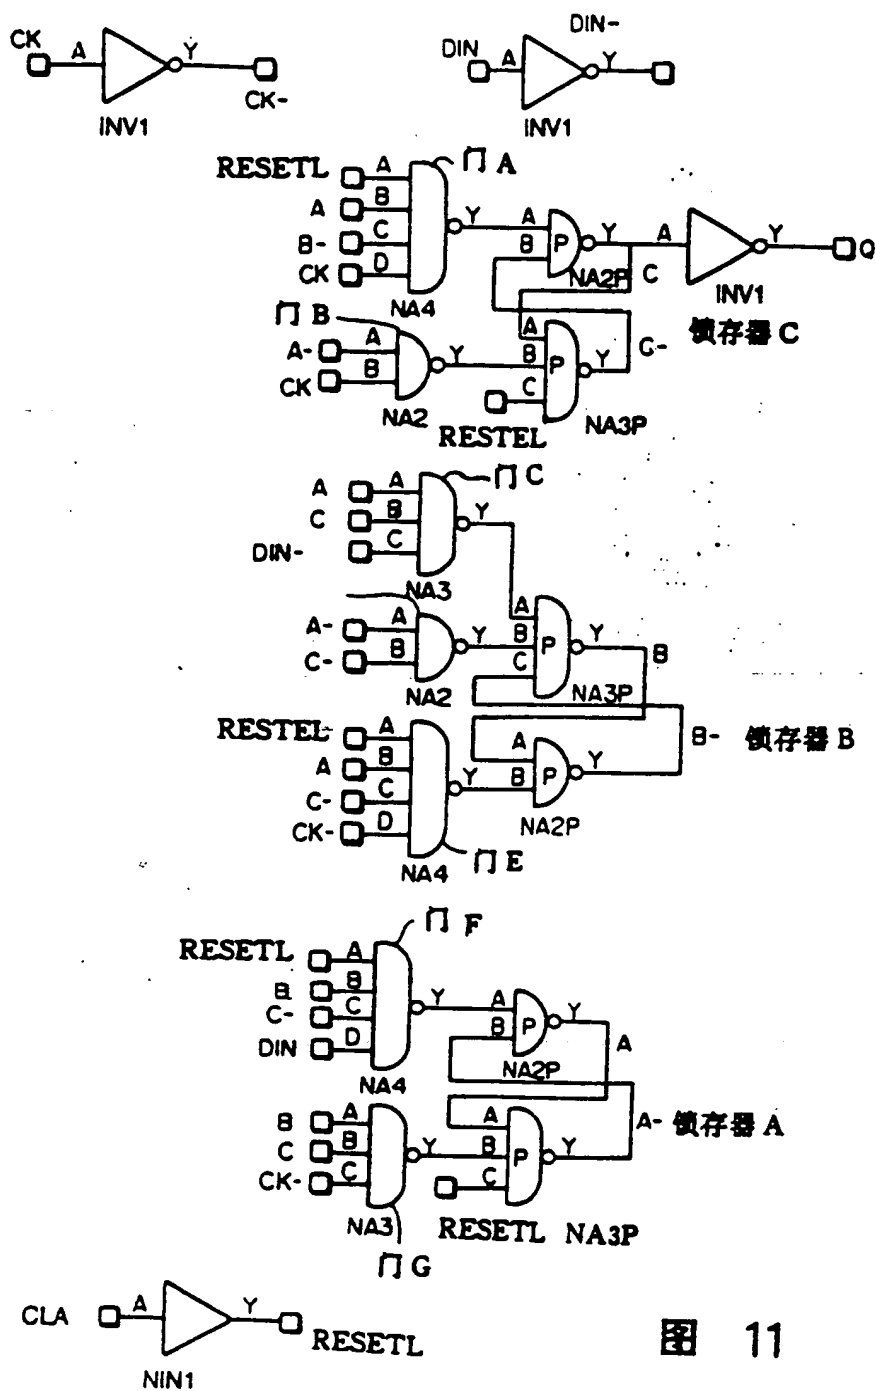 CK A Y CK-
INV1
DIN A DIN- Y
INV1
RESETL A 门 A
A B
B- C
CK D
Y
NA4
A
B P Y
NA2P C
A Y Q
INV1
锁存器 C
门 B
A- A
CK B
Y
NA2
A
B P Y
C
C-
RESTEL
NA3P
A A 门 C
C B
DIN- C
Y
NA3
A- A
C- B
Y
NA2
A
B P Y B
C
NA3P
RESTEL A
A B
C- C
CK- D
Y
NA4
门 E
A
B P Y
NA2P
B- 锁存器 B
门 F
RESETL A
B B
C- C
DIN D
Y
NA4
A
B P Y
NA2P
A
B A
C B
CK- C
Y
NA3
门 G
A
B P Y
C
A- 锁存器 A
RESETL NA3P
CLA A Y RESETL
NIN1
图 11